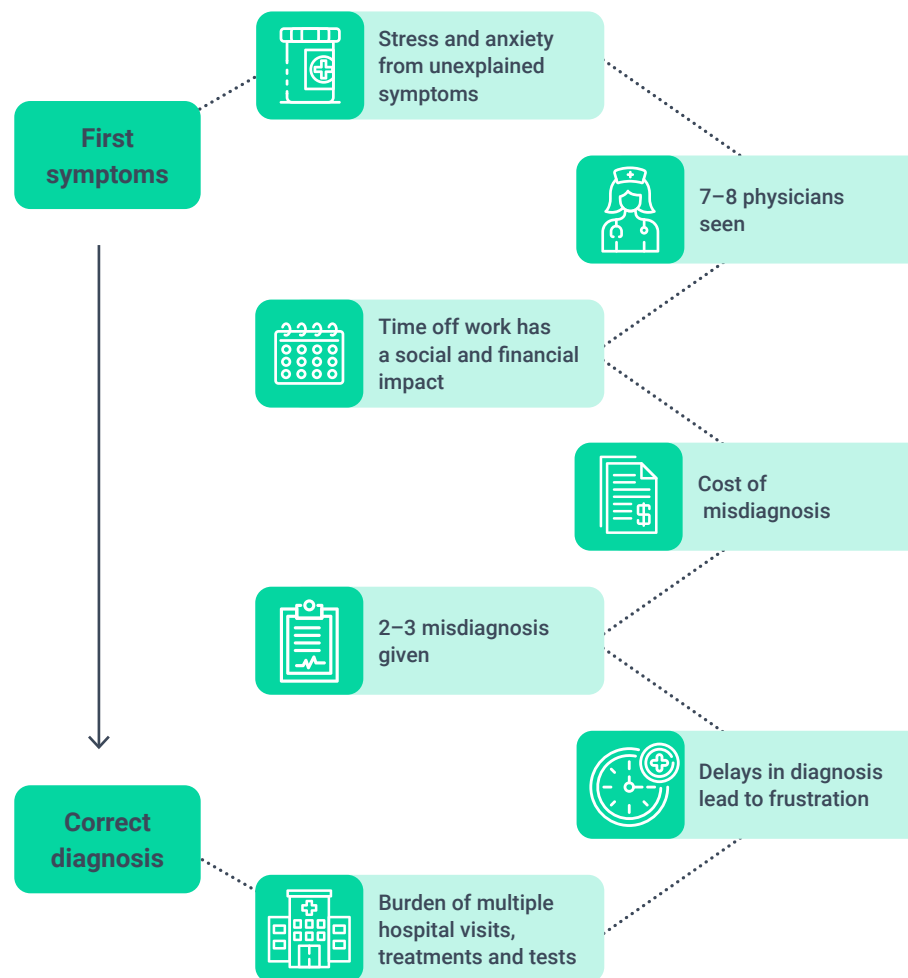 Stress and anxiety
from unexplained
symptoms
First
symptoms
7–8 physicians
seen
Time off work has
a social and financial
impact
Cost of
misdiagnosis
$
2–3 misdiagnosis
given
Delays in diagnosis
lead to frustration
Correct
diagnosis
Burden of multiple
hospital visits,
treatments and tests